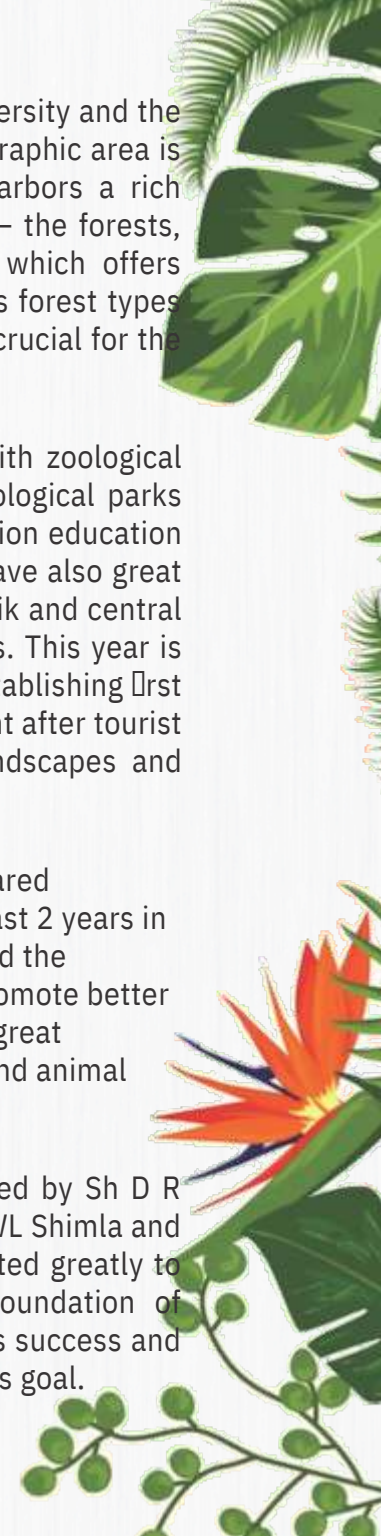 ersity and the
raphic area is
arbors a rich
– the forests,
which offers
s forest types
crucial for the
ith zoological
ological parks
ion education
ave also great
ik and central
s. This year is
tablishing ▯rst
t after tourist
ndscapes and
ared
ast 2 years in
d the
omote better
great
nd animal
ed by Sh D R
VL Shimla and
ted greatly to
oundation of
s success and
s goal.